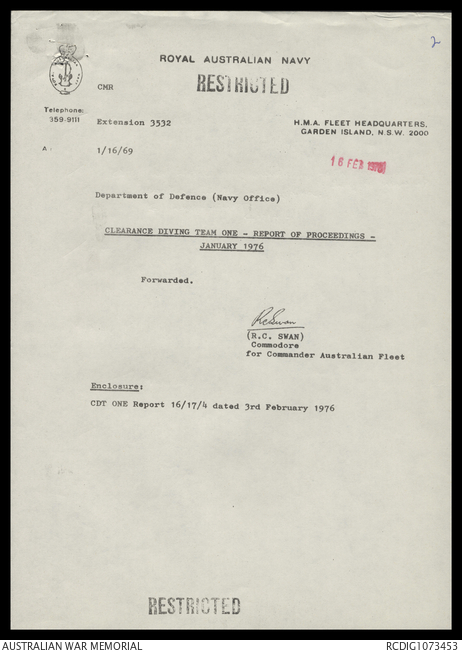 2
ROYAL AUSTRALIAN NAVY
RESTRICTED
CMR
Telephone:
359-9111
Extension 3532
H.M.A. FLEET HEADQUARTERS,
GARDEN ISLAND, N.S.W. 2000
A
1/16/69
16 FEB 1976
Department of Defence (Navy Office)
CLEARANCE DIVING TEAM ONE - REPORT OF PROCEEDINGS -
JANUARY 1976
Forwarded.
RCSwan
(R.C. SWAN)
Commodore
for Commander Australian Fleet
Enclosure:
CDT ONE Report 16/17/4 dated 3rd February 1976
RESTRICTED
AUSTRALIAN WAR MEMORIAL
RCDIG1073453